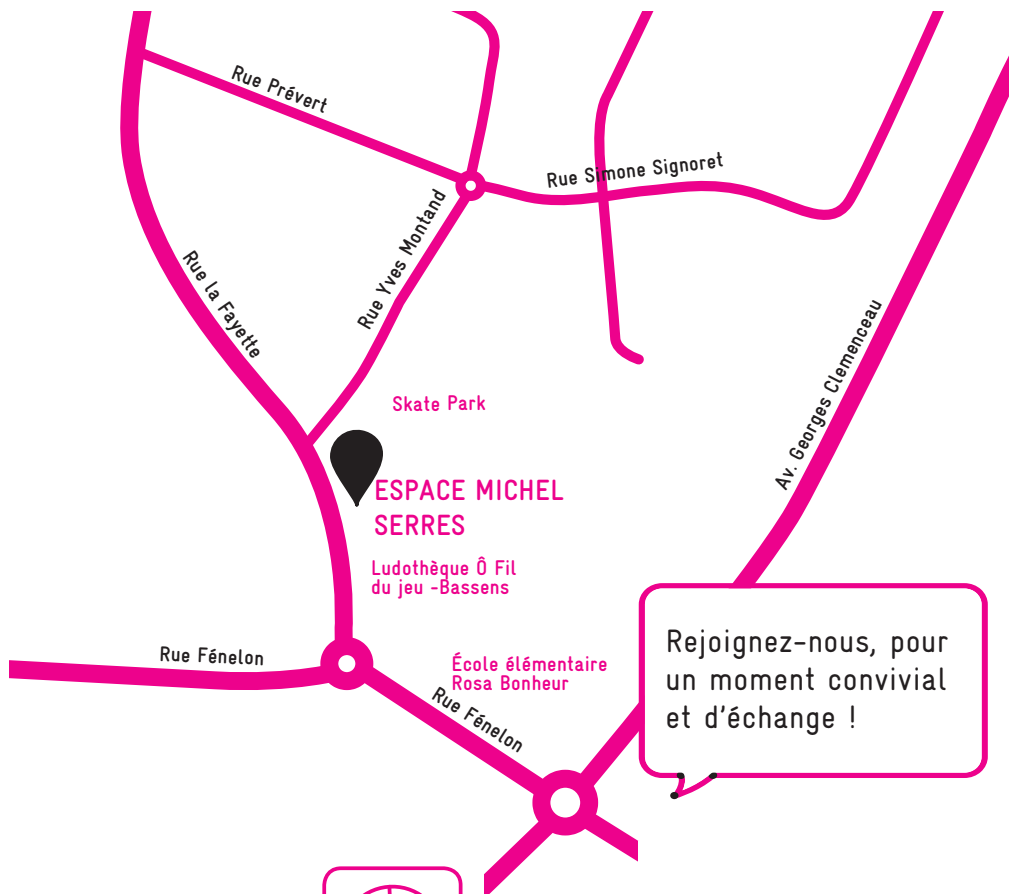 Rue Prévert
Rue Simone Signoret
Rue Yves Montand
Rue la Fayette
Av. Georges Clemenceau
Skate Park
ESPACE MICHEL
SERRES
Ludothèque Ô Fil
du jeu -Bassens
Rue Fénelon
École élémentaire
Rosa Bonheur
Rue Fénelon
Rejoignez-nous, pour
un moment convivial
et d'échange !